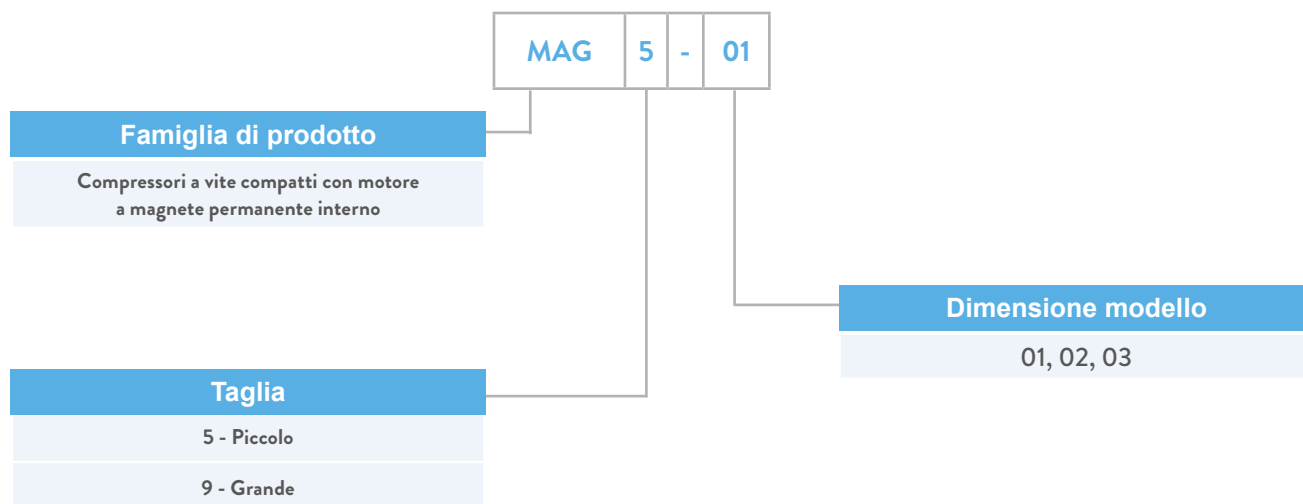 MAG 5 - 01
Famiglia di prodotto
Compressori a vite compatti con motore
a magnete permanente interno
Dimensione modello
01, 02, 03
Taglia
5 - Piccolo
9 - Grande